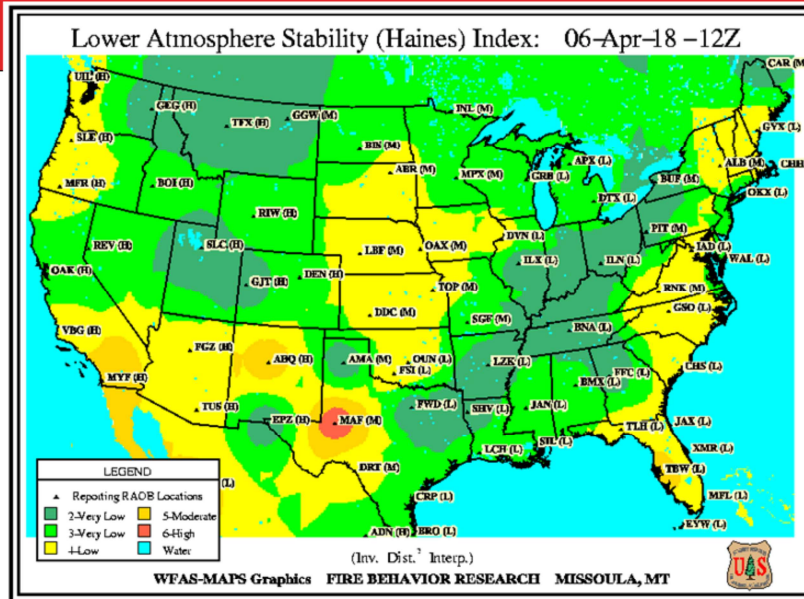 Lower Atmosphere Stability (Haines) Index: 06-Apr-18 -12Z
CAR (M
UIL (H)
GEG (H)
TFX (H)
GGW (M)
INL (M)
GYX (L)
SLE (H)
BIS (M)
ABR (M)
MPX (M)
GRB (L)
APX (L)
ALB (M)
CHH
MFR (H)
BOI (H)
BUF (M)
OKX (L)
DTX (L)
RIW (H)
PIT (M)
REV (H)
SLC (H)
LBF (M)
OAX (M)
DVN (L)
IAD (L)
OAK (H)
GJT (H)
DEN (H)
ILX (L)
ILN (L)
WAL (L)
TOP (M)
RNK (M)
VBG (H)
DDC (M)
SGF (M)
BNA (L)
GSO (L)
FGZ (H)
ABQ (H)
AMA (M)
OUN (L)
FSI (L)
LZK (L)
FFC (L)
CHS (L)
MYF (H)
BMX (L)
TUS (H)
EPZ (H)
MAF (M)
FWD (L)
SHV (L)
JAN (L)
TLH (L)
JAX (L)
LCH (L)
SIL (L)
XMR (L)
DRT (M)
TBW (L)
CRP (L)
MFL (L)
ADN (H)
BRO (L)
EYW (L)
LEGEND
(L)
Reporting RAOB Locations
2-Very Low 5-Moderate
3-Very Low 6-High
4-Low Water
(Inv. Dist.² Interp.)
WFAS-MAPS Graphics FIRE BEHAVIOR RESEARCH MISSOULA, MT
U S